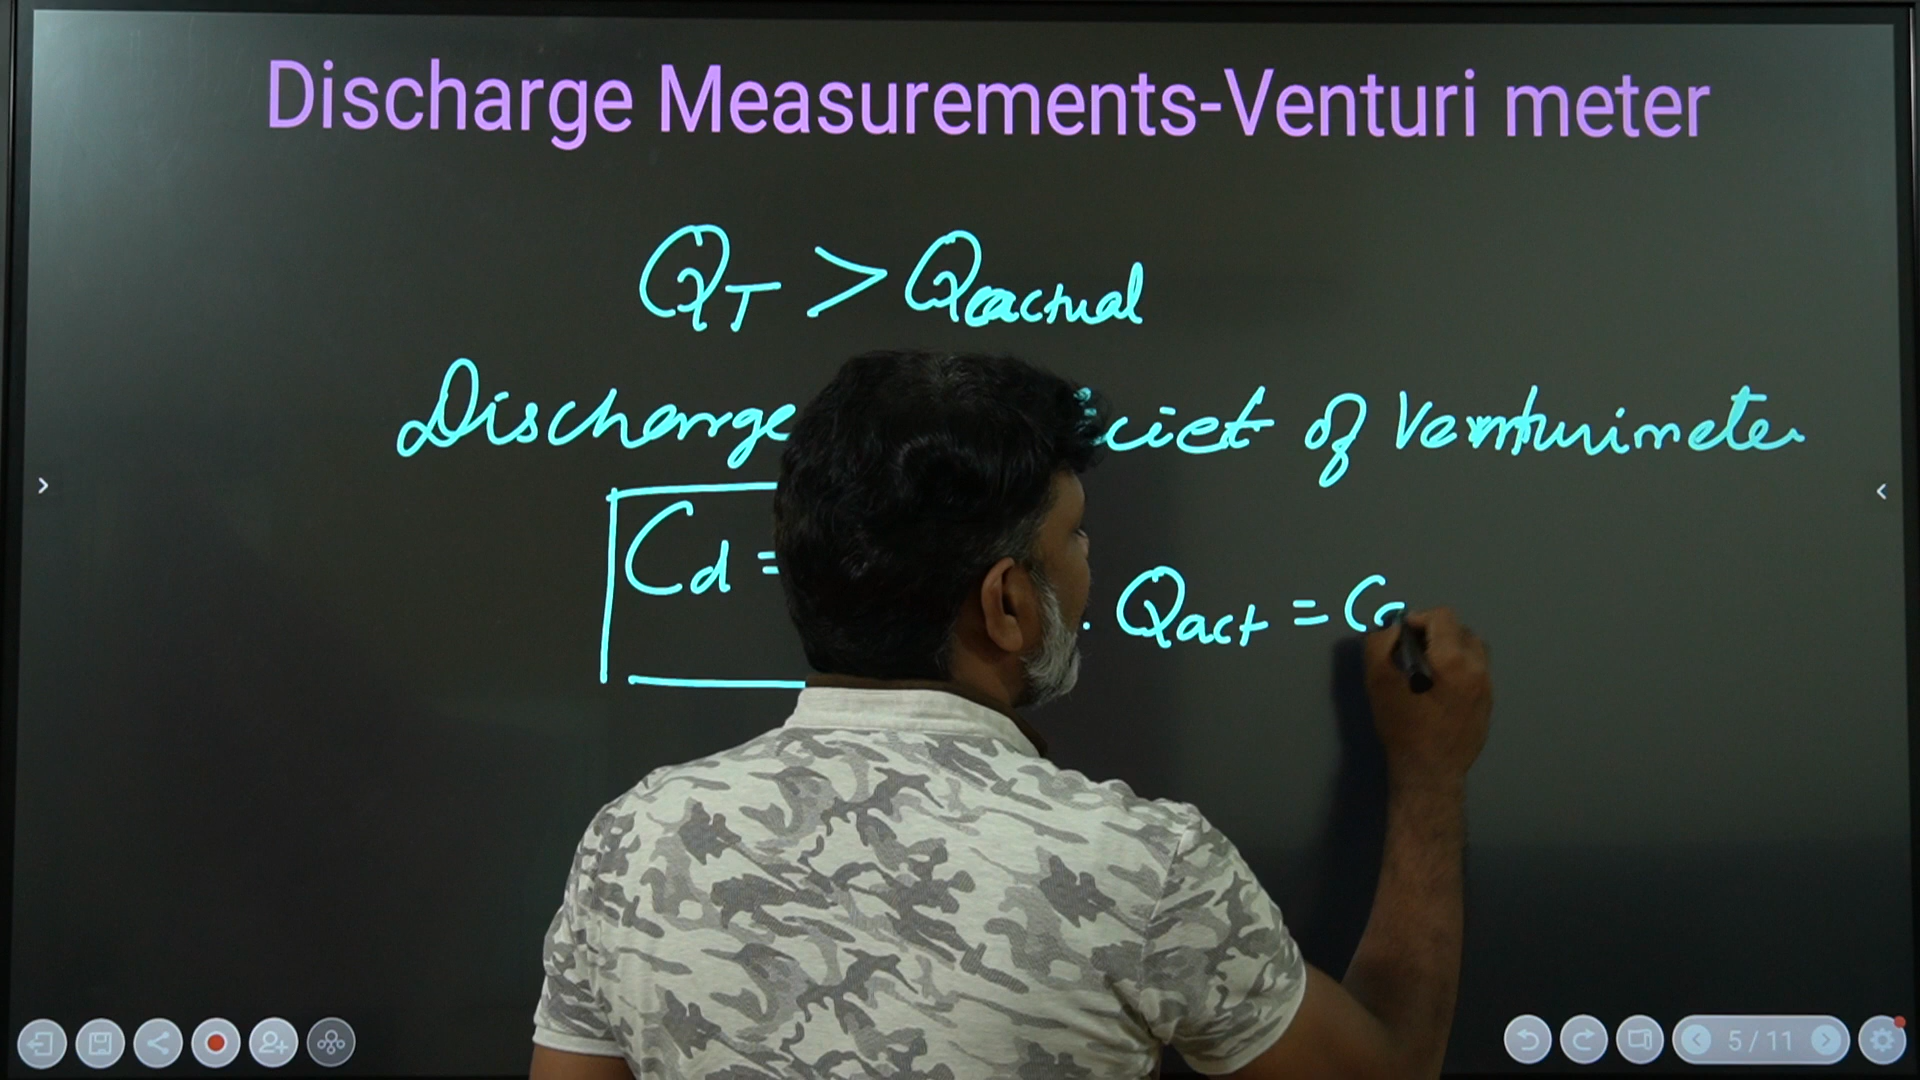 Discharge Measurements-Venturi meter
QT > Qactual
Discharge ciet of Venturimeter
Cd =
. Qact = C
5 / 11